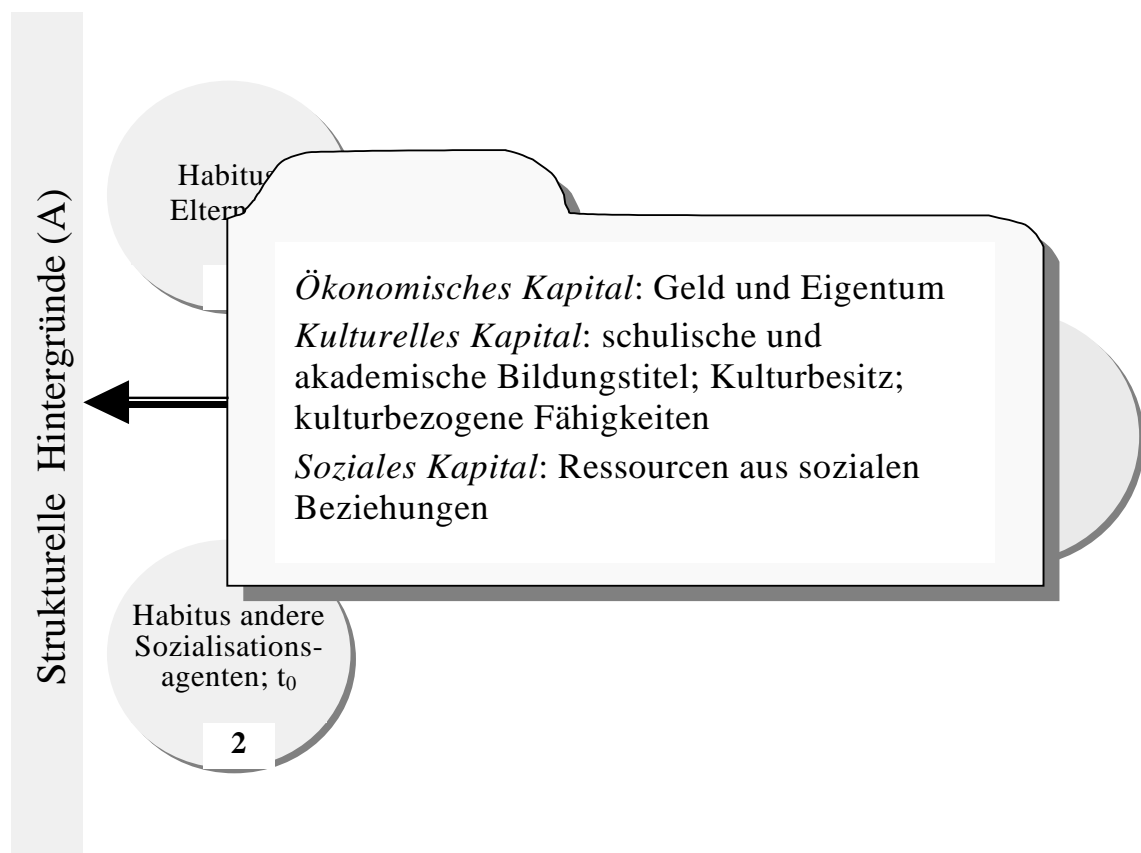 Strukturelle Hintergründe (A)
Habitus
Eltern
Ökonomisches Kapital: Geld und Eigentum
Kulturelles Kapital: schulische und
akademische Bildungstitel; Kulturbesitz;
kulturbezogene Fähigkeiten
Soziales Kapital: Ressourcen aus sozialen
Beziehungen
Habitus andere
Sozialisations-
agenten; t₀
2